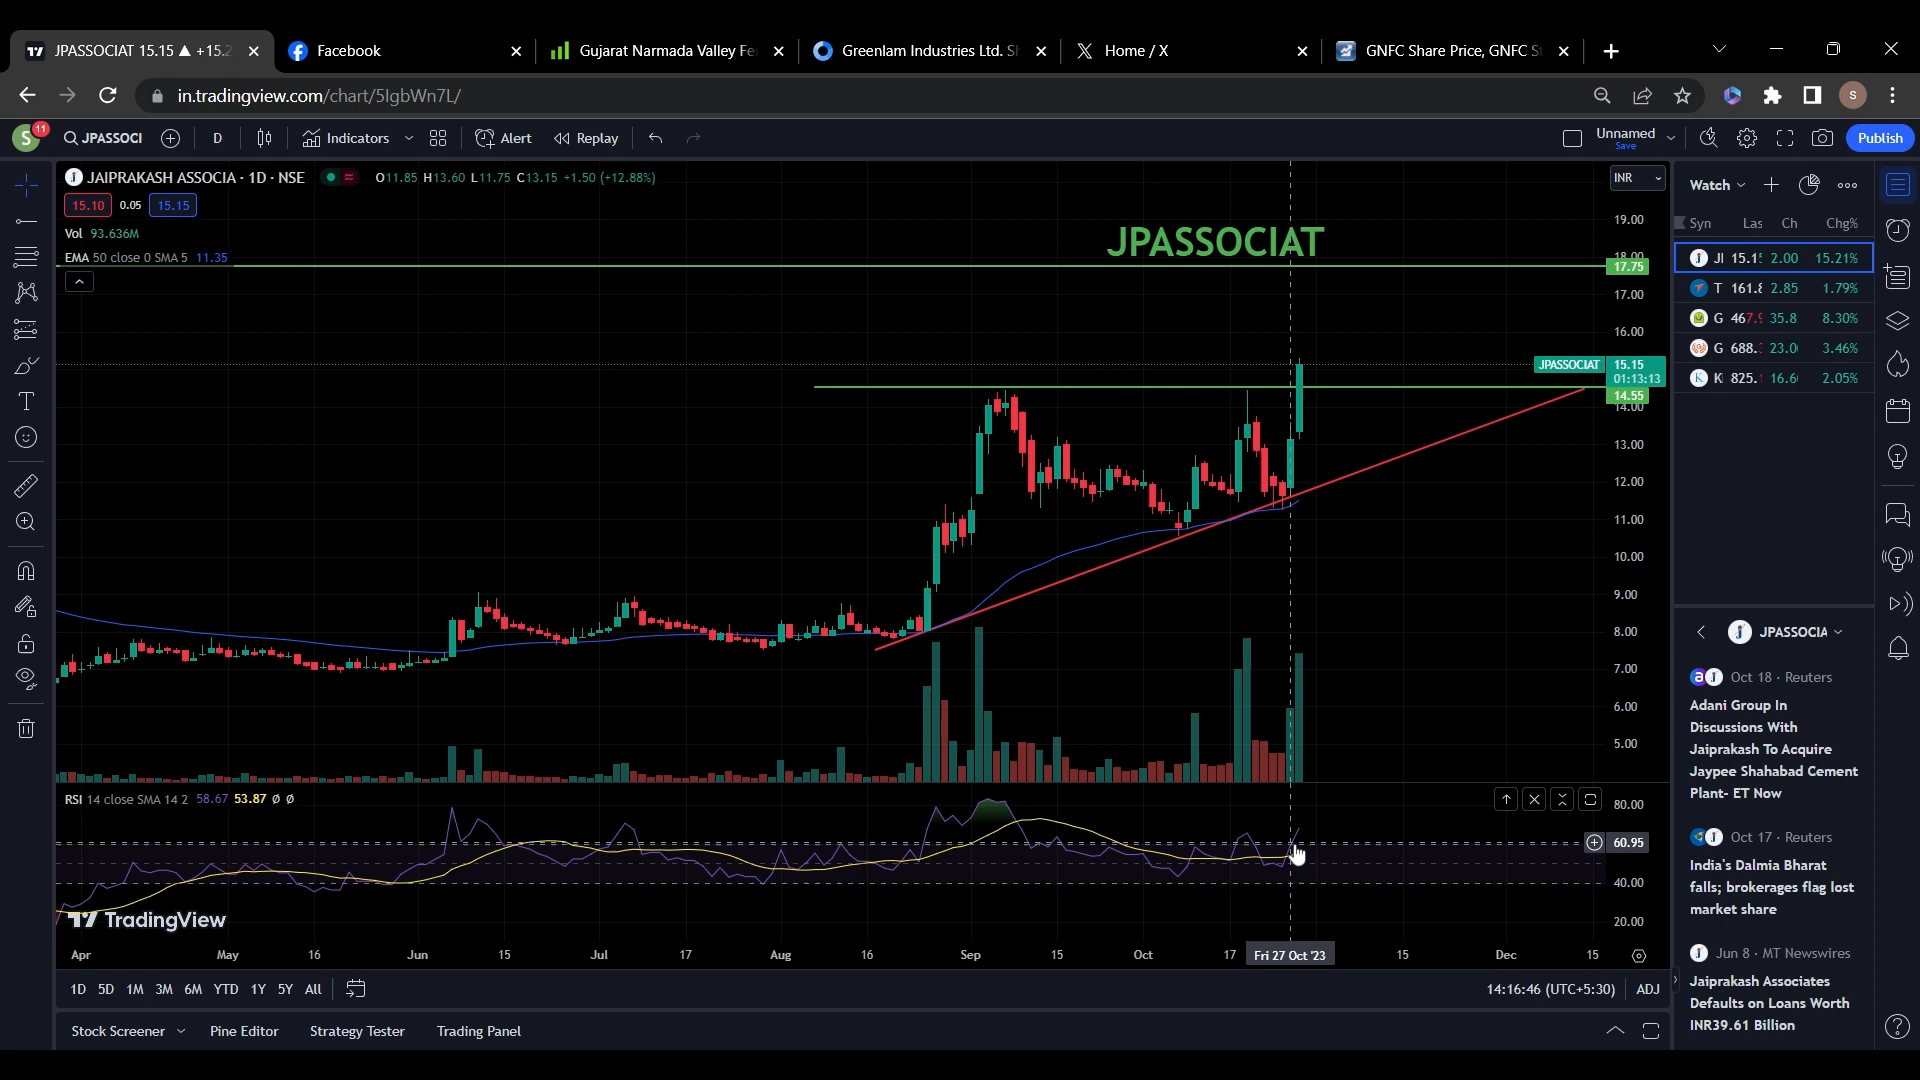 JPASSOCIAT 15.15 ▲ +15.2
Facebook
Gujarat Narmada Valley Fe
Greenlam Industries Ltd. S
Home / X
GNFC Share Price, GNFC S
in.tradingview.com/chart/5IgbWn7L/
S
S
11
JPASSOCI
D
Indicators
Alert
Replay
Unnamed
Save
Publish
JAIPRAKASH ASSOCIA · 1D · NSE
O11.85 H13.60 L11.75 C13.15 +1.50 (+12.88%)
15.10 0.05 15.15
Vol 93.636M
EMA 50 close 0 SMA 5 11.35
JPASSOCIAT
INR
19.00
18.00
17.75
17.00
16.00
JPASSOCIAT 15.15
01:13:13
14.55
14.00
13.00
12.00
11.00
10.00
9.00
8.00
7.00
6.00
5.00
RSI 14 close SMA 14 2 58.67 53.87 ø ø
80.00
60.95
40.00
20.00
TradingView
Apr May 16 Jun 15 Jul 17 Aug 16 Sep 15 Oct 17 Fri 27 Oct '23 15 Dec 15
1D 5D 1M 3M 6M YTD 1Y 5Y All
14:16:46 (UTC+5:30) ADJ
Stock Screener Pine Editor Strategy Tester Trading Panel
Watch
Syn Las Ch Chg%
JI 15.1 2.00 15.21%
T 161. 2.85 1.79%
G 467. 35.8 8.30%
G 688. 23.0 3.46%
K 825. 16.6 2.05%
JPASSOCIA
Oct 18 · Reuters
Adani Group In
Discussions With
Jaiprakash To Acquire
Jaypee Shahabad Cement
Plant- ET Now
Oct 17 · Reuters
India's Dalmia Bharat
falls; brokerages flag lost
market share
Jun 8 · MT Newswires
Jaiprakash Associates
Defaults on Loans Worth
INR39.61 Billion